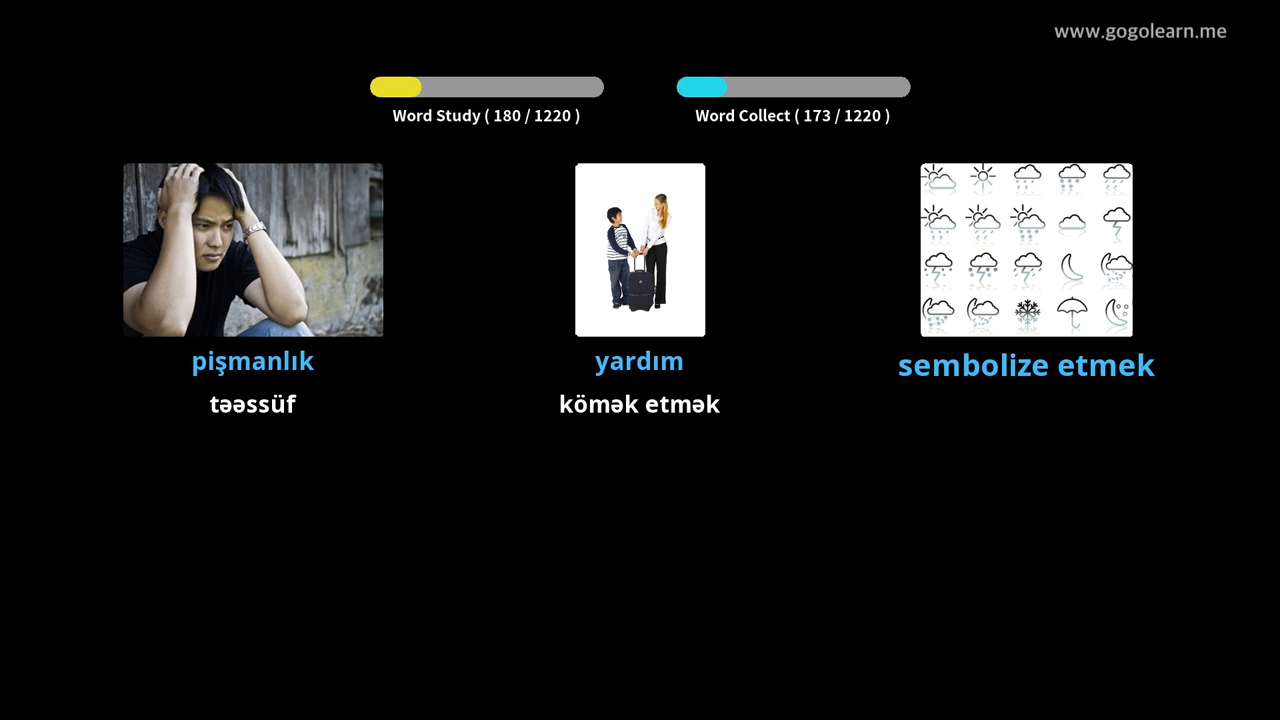 www.gogolearn.me
Word Study ( 180 / 1220 )
Word Collect ( 173 / 1220 )
pişmanlık
təəssüf
yardım
kömək etmək
sembolize etmek